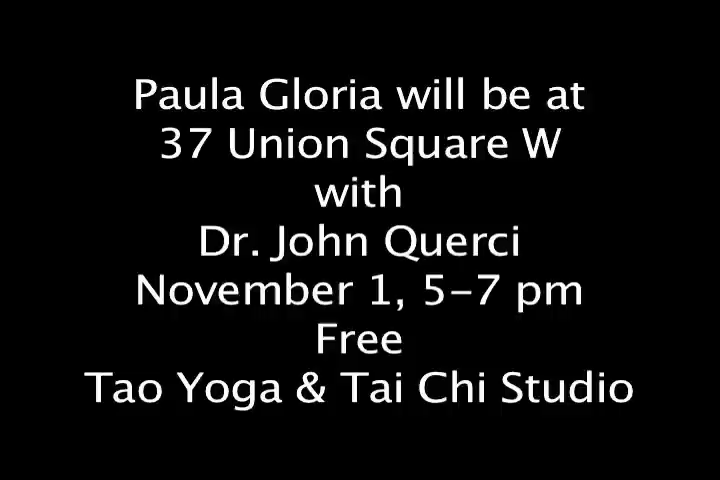 Paula Gloria will be at
37 Union Square W
with
Dr. John Querci
November 1, 5-7 pm
Free
Tao Yoga & Tai Chi Studio